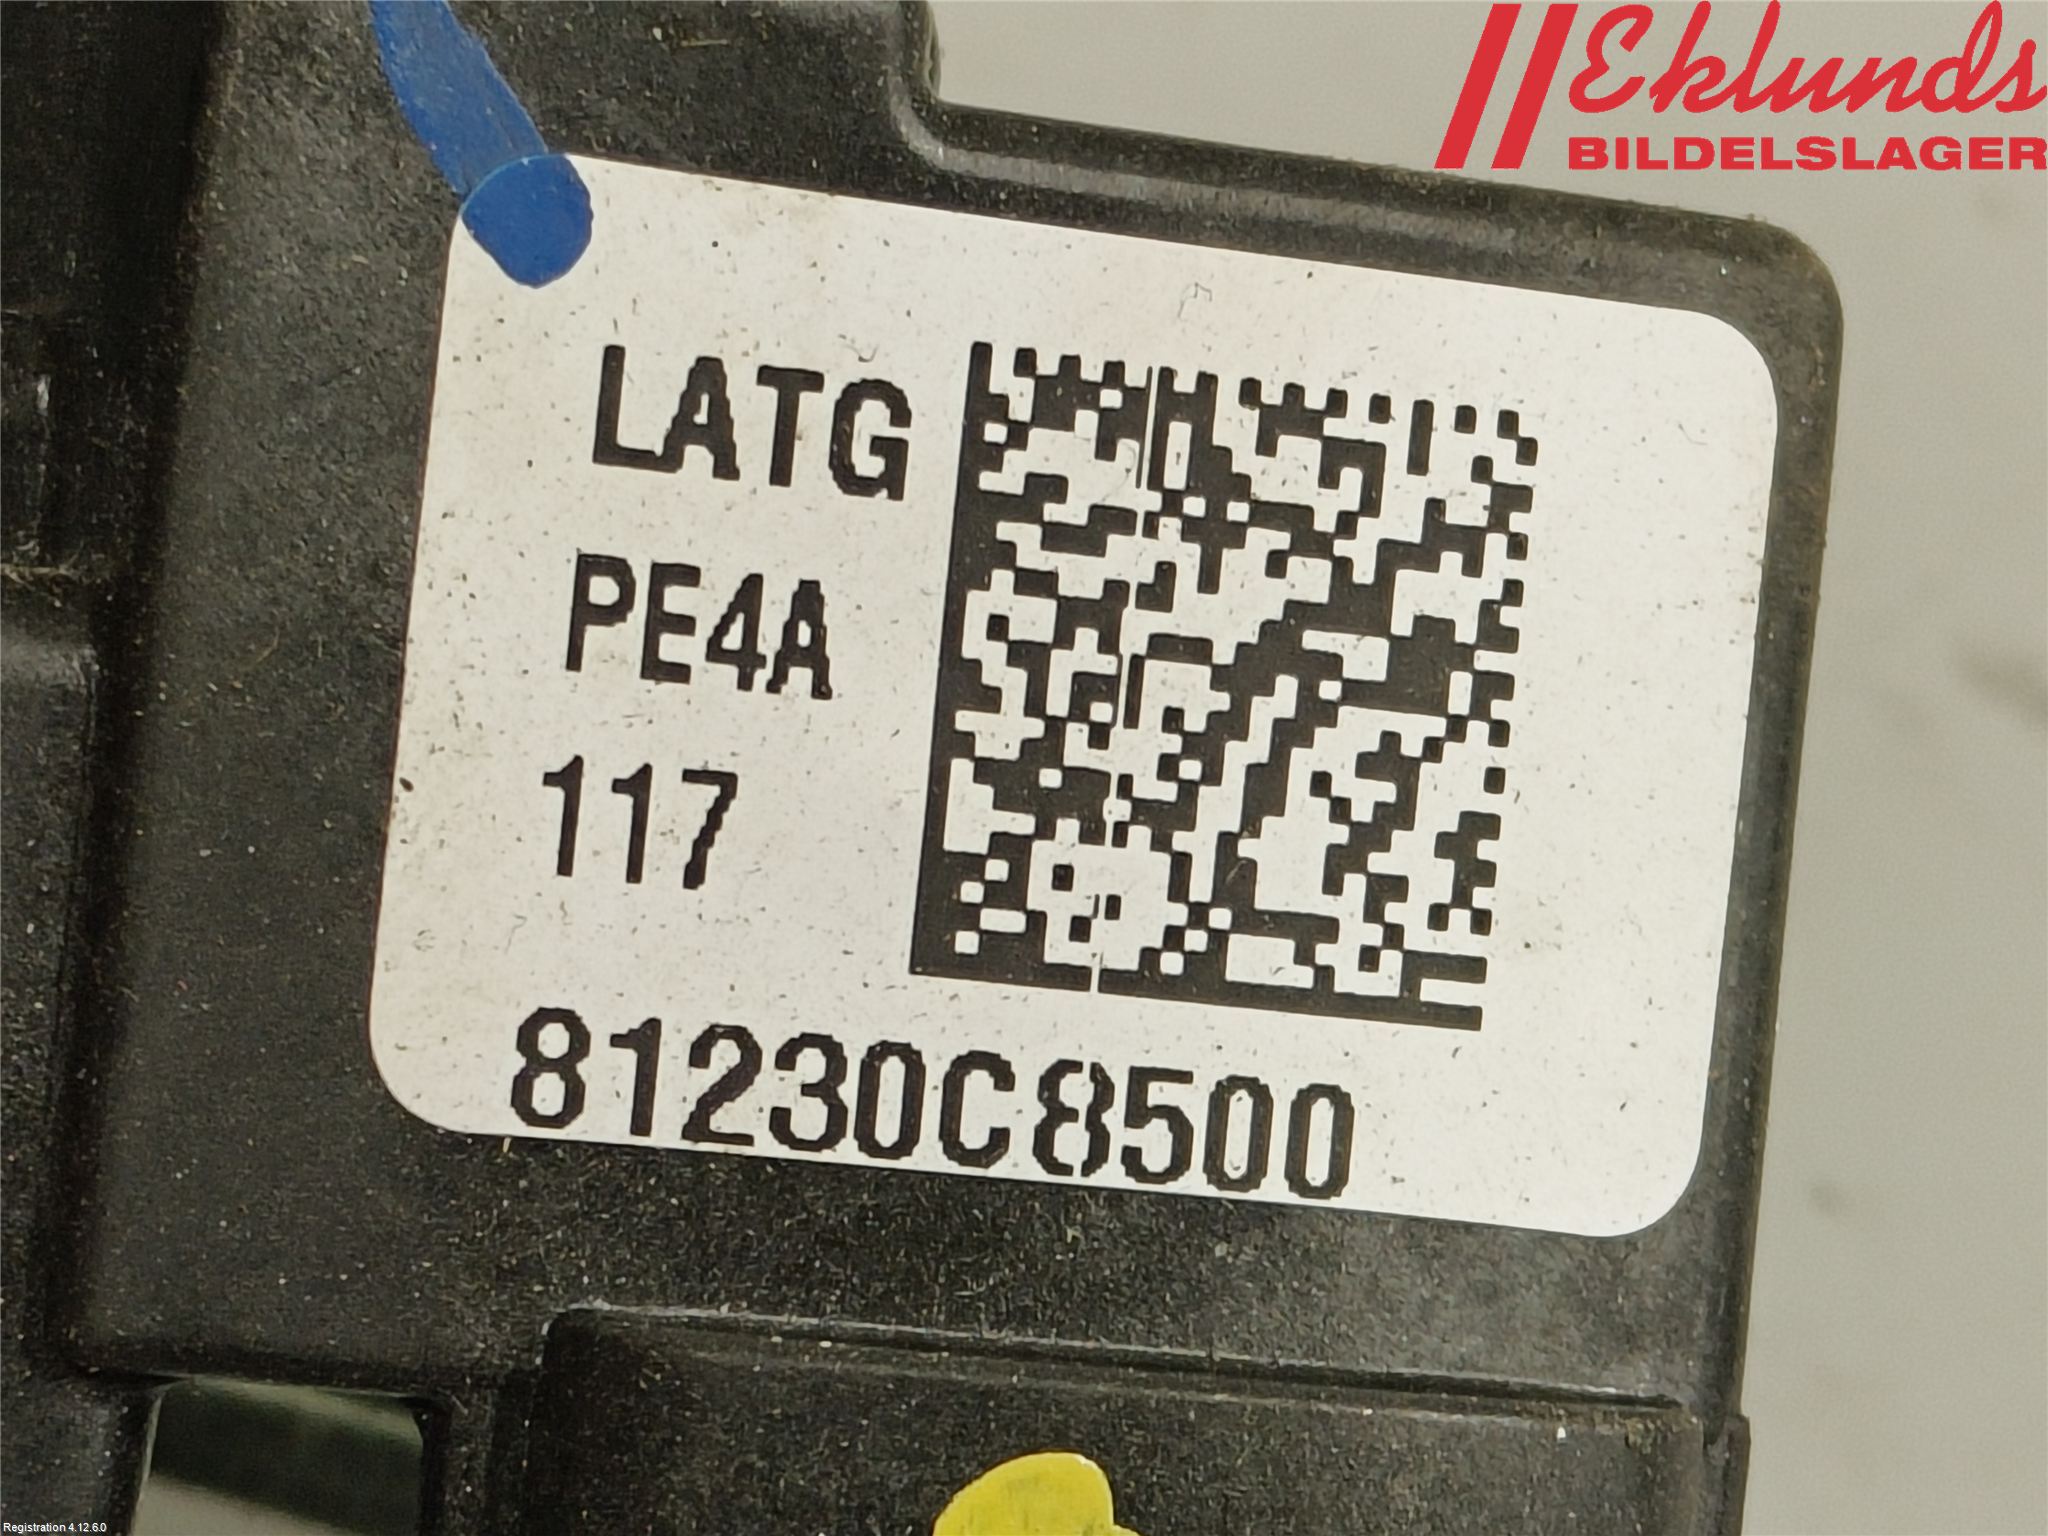 Eklunds
BILDELSLAGER
LATG
PE4A
117
81230C8500
Registration 4.12.6.0